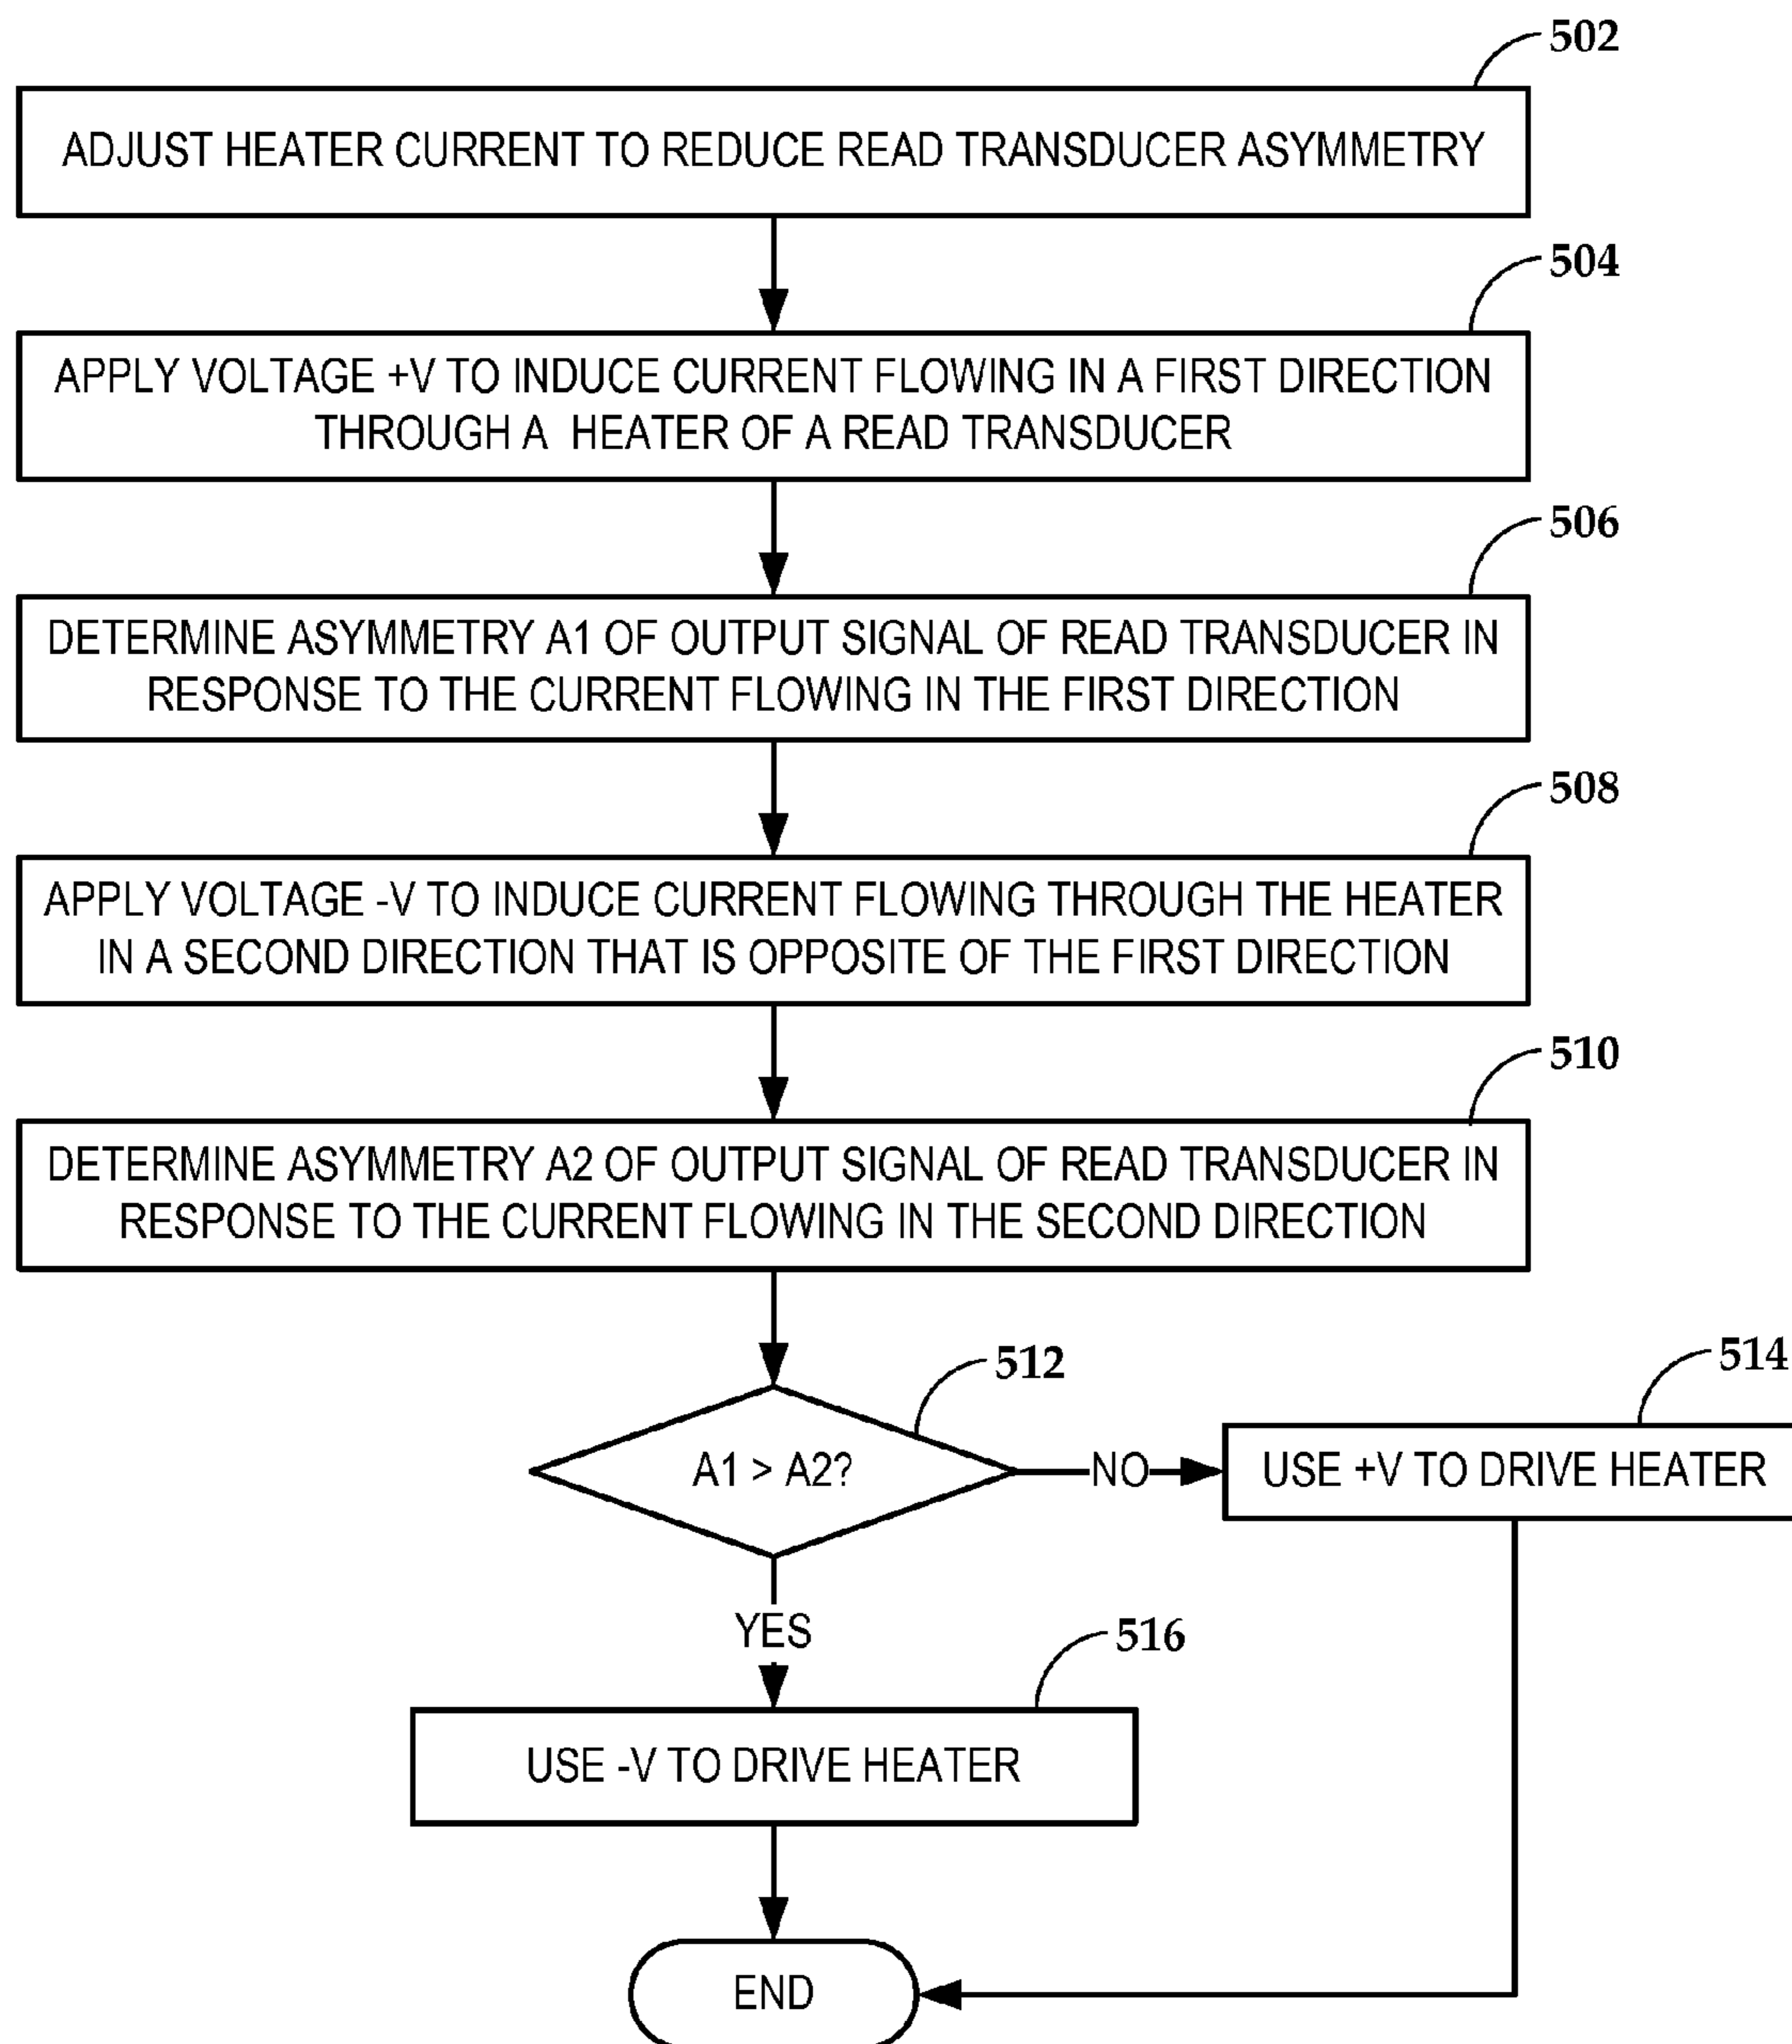 502
ADJUST HEATER CURRENT TO REDUCE READ TRANSDUCER ASYMMETRY
504
APPLY VOLTAGE +V TO INDUCE CURRENT FLOWING IN A FIRST DIRECTION
THROUGH A HEATER OF A READ TRANSDUCER
506
DETERMINE ASYMMETRY A1 OF OUTPUT SIGNAL OF READ TRANSDUCER IN
RESPONSE TO THE CURRENT FLOWING IN THE FIRST DIRECTION
508
APPLY VOLTAGE -V TO INDUCE CURRENT FLOWING THROUGH THE HEATER
IN A SECOND DIRECTION THAT IS OPPOSITE OF THE FIRST DIRECTION
510
DETERMINE ASYMMETRY A2 OF OUTPUT SIGNAL OF READ TRANSDUCER IN
RESPONSE TO THE CURRENT FLOWING IN THE SECOND DIRECTION
512
A1 > A2?
NO
514
USE +V TO DRIVE HEATER
YES
516
USE -V TO DRIVE HEATER
END